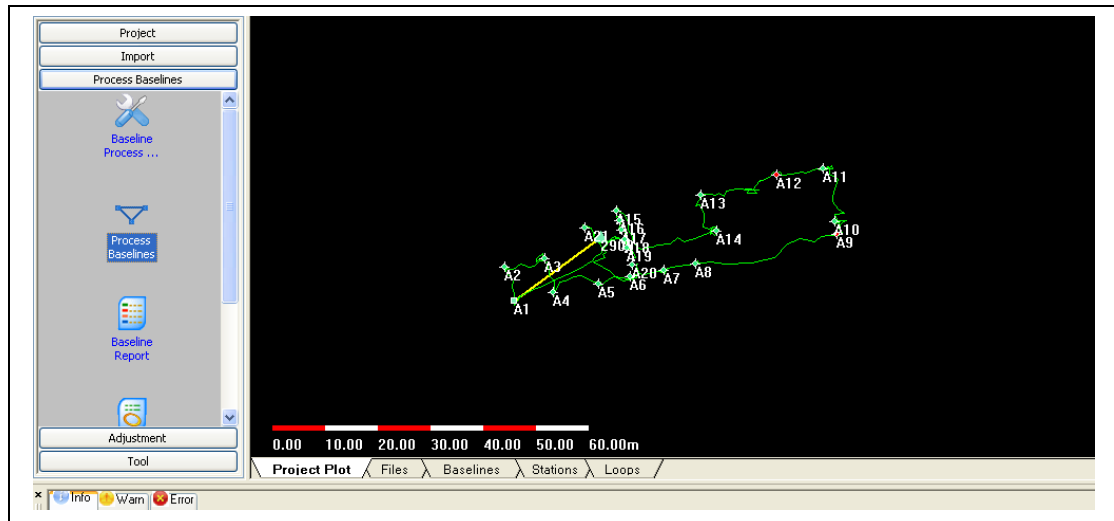 Project
Import
Process Baselines
Baseline
Process ...
Process
Baselines
Baseline
Report
Adjustment
Tool
A11
A12
A13
A15
A16
A14
A17
A10
A9
A18
A19
A3
A2
A20
A8
A7
A6
A5
A4
A1
0.00 10.00 20.00 30.00 40.00 50.00 60.00m
Project Plot Files Baselines Stations Loops
Info Warn Error